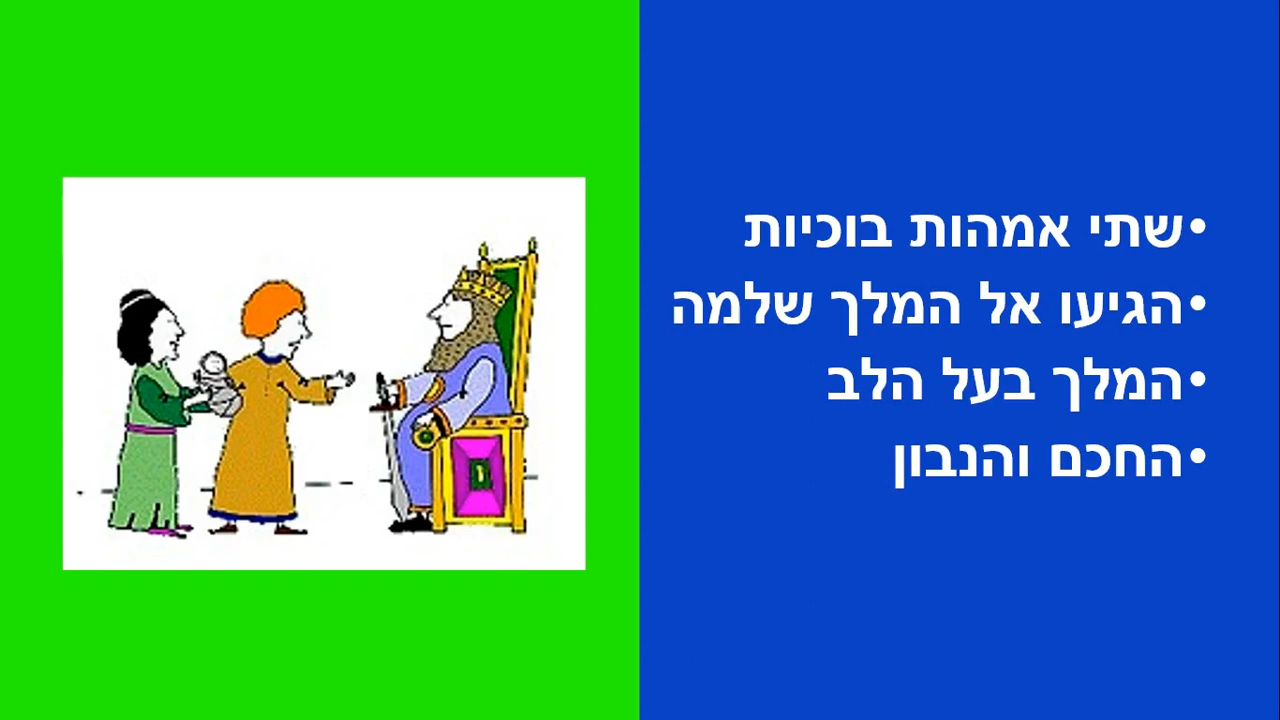 •שתי אמהות בוכיות
•הגיעו אל המלך שלמה
•המלך בעל הלב
•החכם והנבון